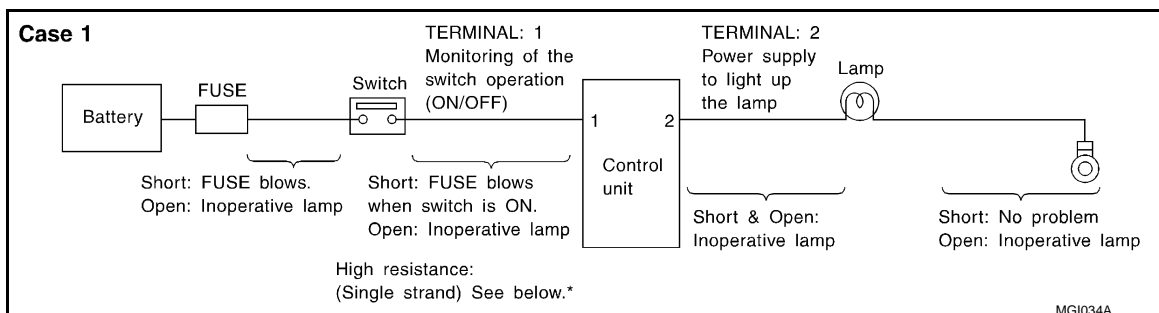 Case 1
TERMINAL: 1
Monitoring of the
switch operation
(ON/OFF)
TERMINAL: 2
Power supply
to light up
the lamp
Lamp
FUSE
Switch
Battery
1
2
Control
unit
Short: FUSE blows.
Open: Inoperative lamp
Short: FUSE blows
when switch is ON.
Open: Inoperative lamp
Short & Open:
Inoperative lamp
Short: No problem
Open: Inoperative lamp
High resistance:
(Single strand) See below.*
MGI034A